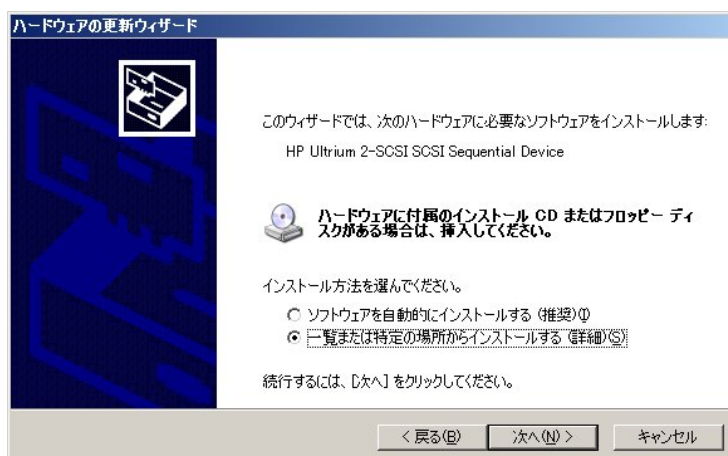 ハードウェアの更新ウィザード
このウィザードでは、次のハードウェアに必要なソフトウェアをインストールします:
HP Ultrium 2-SCSI SCSI Sequential Device
ハードウェアに付属のインストール CD またはフロッピー ディ
スクがある場合は、挿入してください。
インストール方法を選んでください。
ソフトウェアを自動的にインストールする (推奨)(I)
一覧または特定の場所からインストールする (詳細)(S)
続行するには、[次へ] をクリックしてください。
< 戻る(B)
次へ(N) >
キャンセル